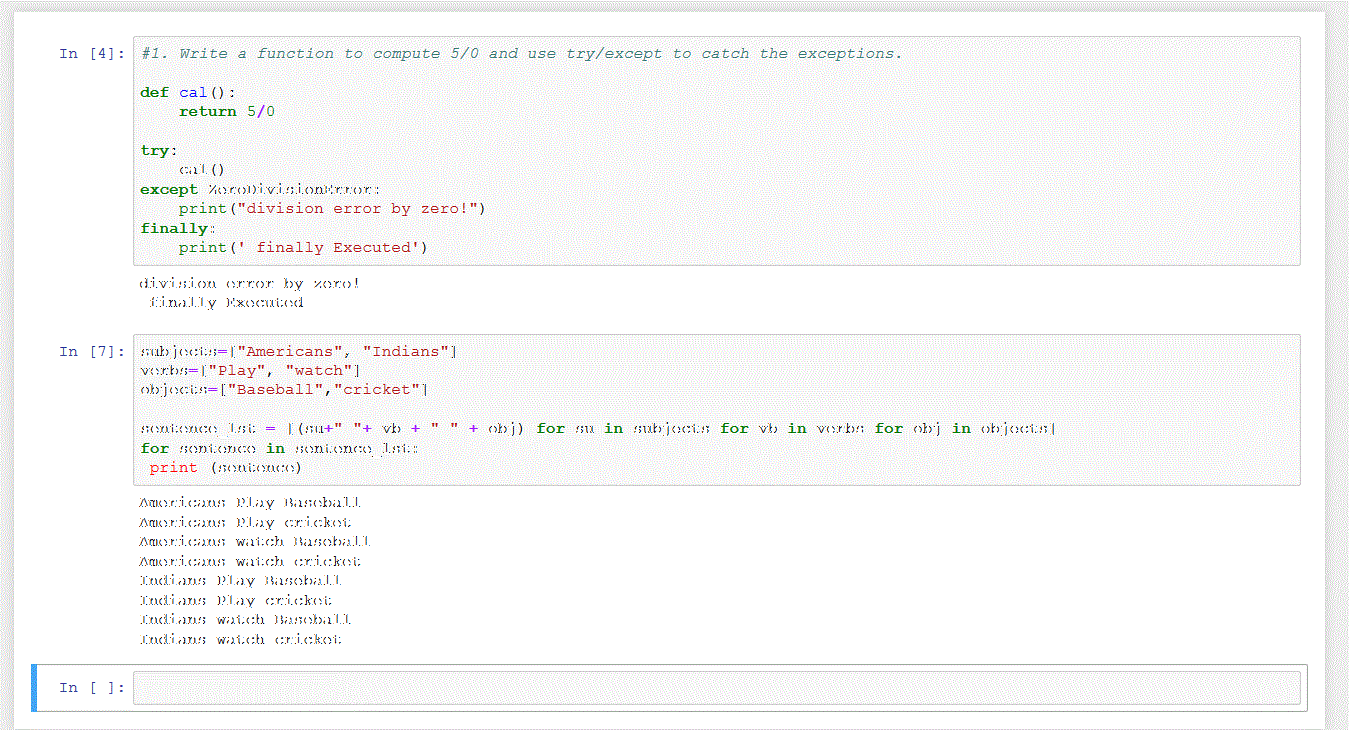 In [4]: #1. Write a function to compute 5/0 and use try/except to catch the exceptions.
def cal():
    return 5/0
try:
    cal()
except ZeroDivisionError:
    print("division error by zero!")
finally:
    print(' finally Executed')
division error by zero!
 finally Executed
In [7]: subjects=["Americans", "Indians"]
verbs=["Play", "watch"]
objects=["Baseball","cricket"]
sentence_lst = [(su+" "+ vb + " " + obj) for su in subjects for vb in verbs for obj in objects]
for sentence in sentence_lst:
 print (sentence)
Americans Play Baseball
Americans Play cricket
Americans watch Baseball
Americans watch cricket
Indians Play Baseball
Indians Play cricket
Indians watch Baseball
Indians watch cricket
In [ ]: